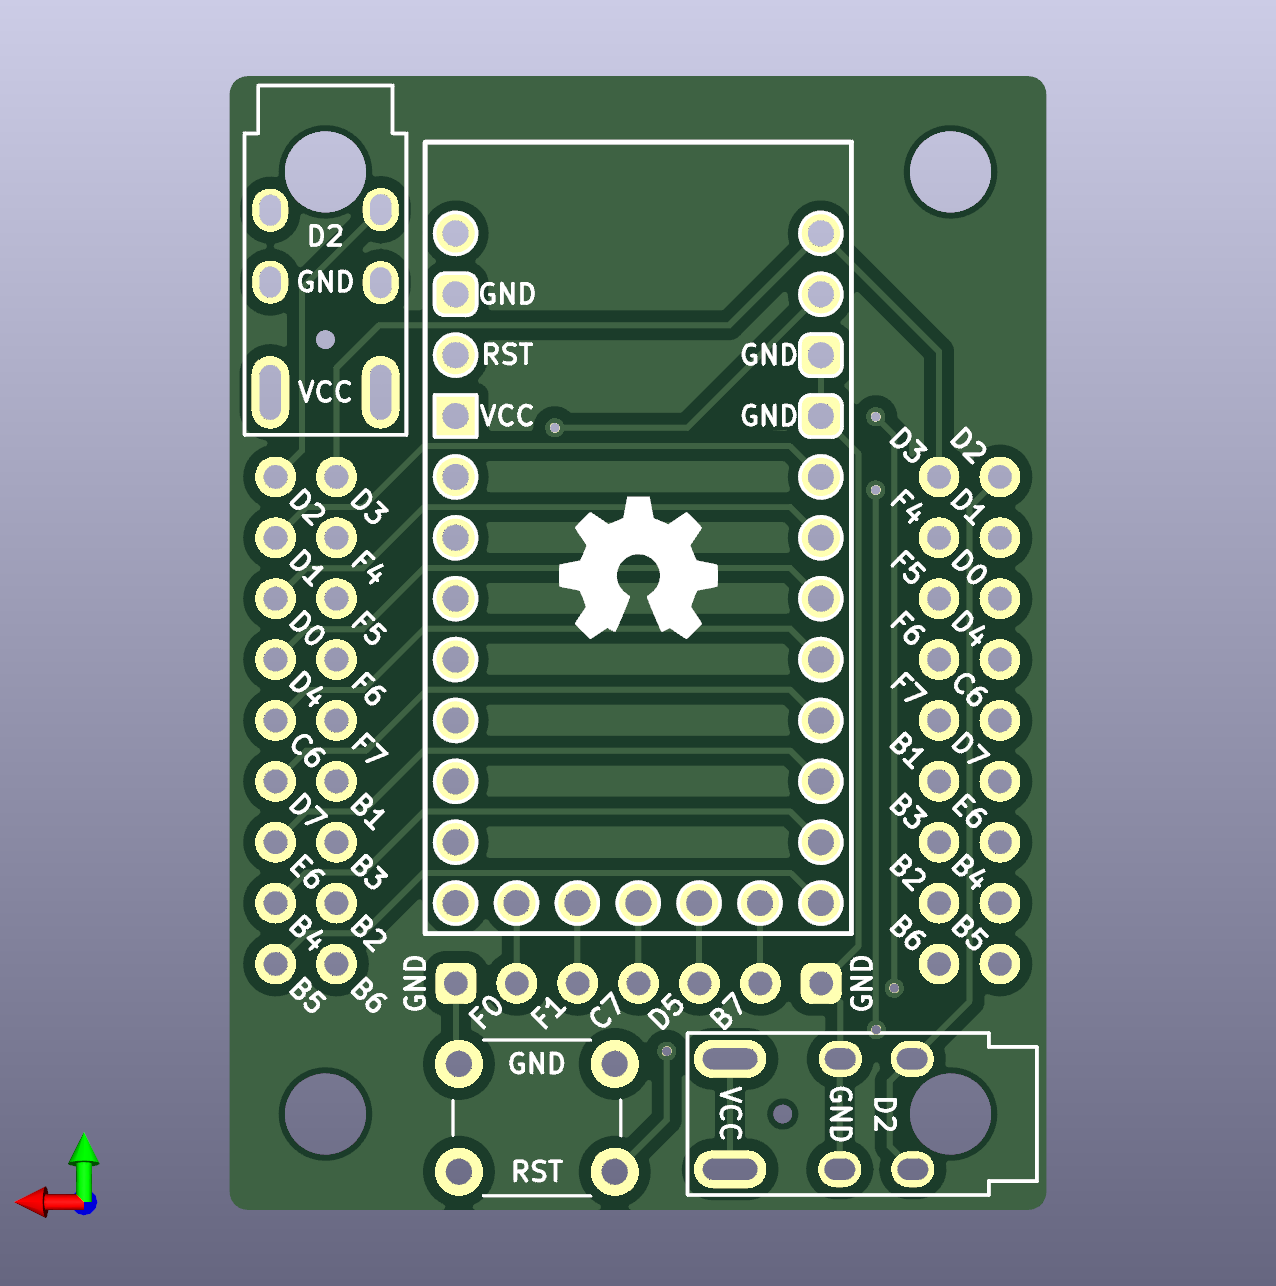 D2
GND
VCC
GND
RST
VCC
GND
GND
D2
D3
D1
F4
D0
F5
D4
F6
C6
F7
D7
B1
E6
B3
B4
B2
B5
B6
D3
D2
F4
D1
F5
D0
F6
D4
F7
C6
B1
D7
B3
E6
B2
B4
B6
B5
GND
F0
F1
C7
D5
B7
GND
GND
RST
VCC
GND
D2